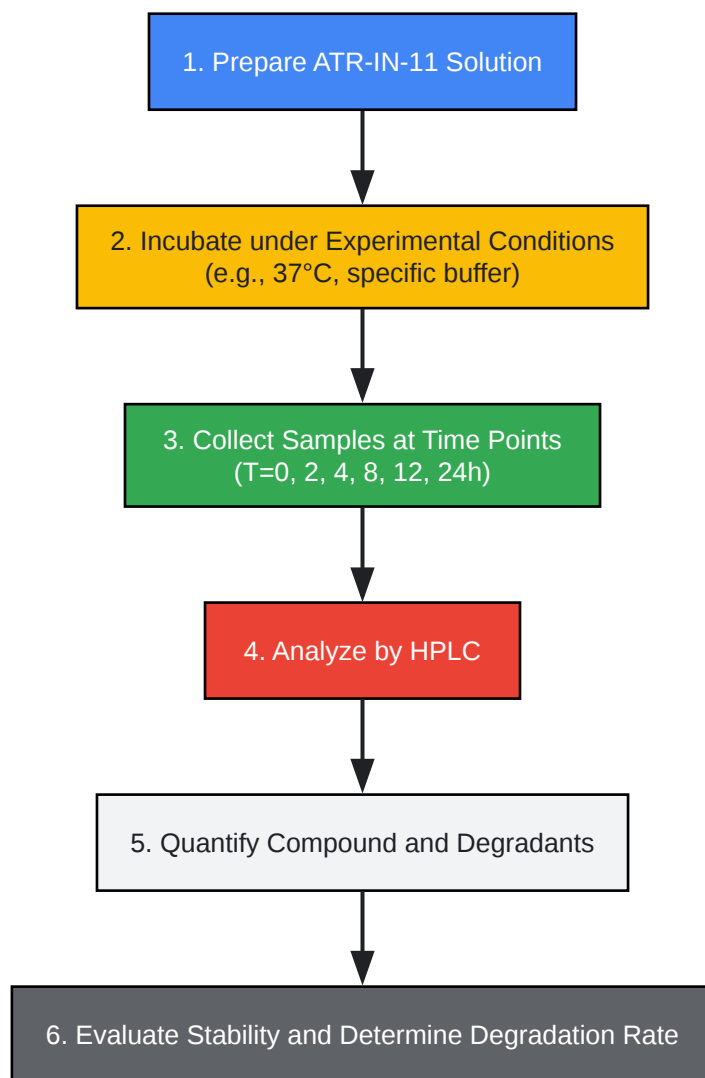 1. Prepare ATR-IN-11 Solution
2. Incubate under Experimental Conditions
(e.g., 37°C, specific buffer)
3. Collect Samples at Time Points
(T=0, 2, 4, 8, 12, 24h)
4. Analyze by HPLC
5. Quantify Compound and Degradants
6. Evaluate Stability and Determine Degradation Rate